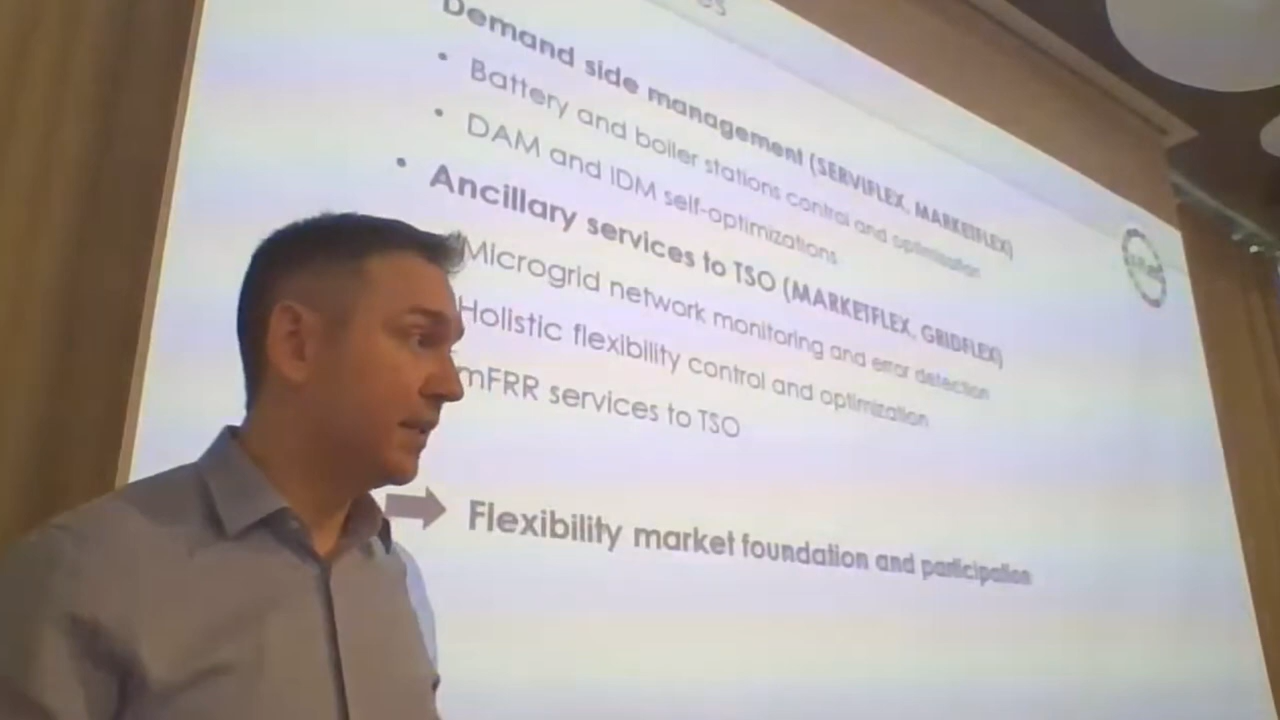 Demand side management (SERVIFLEX, MARKETFLEX)
• Battery and boiler stations control and optimisation
• DAM and IDM self-optimizations
• Ancillary services to TSO (MARKETFLEX, GRIDFLEX)
Microgrid network monitoring and error detection
Holistic flexibility control and optimization
mFRR services to TSO
Flexibility market foundation and participation